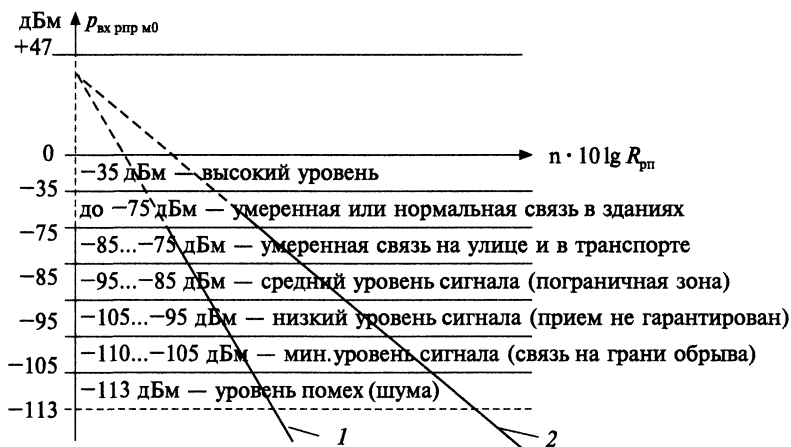 дБм p вх рпр м0
+47
0 n · 10 lg Rрп
−35 дБм — высокий уровень
−35
до −75 дБм — умеренная или нормальная связь в зданиях
−75
−85...−75 дБм — умеренная связь на улице и в транспорте
−85
−95...−85 дБм — средний уровень сигнала (пограничная зона)
−95
−105...−95 дБм — низкий уровень сигнала (прием не гарантирован)
−105
−110...−105 дБм — мин.уровень сигнала (связь на грани обрыва)
−113 дБм — уровень помех (шума)
−113
1 2